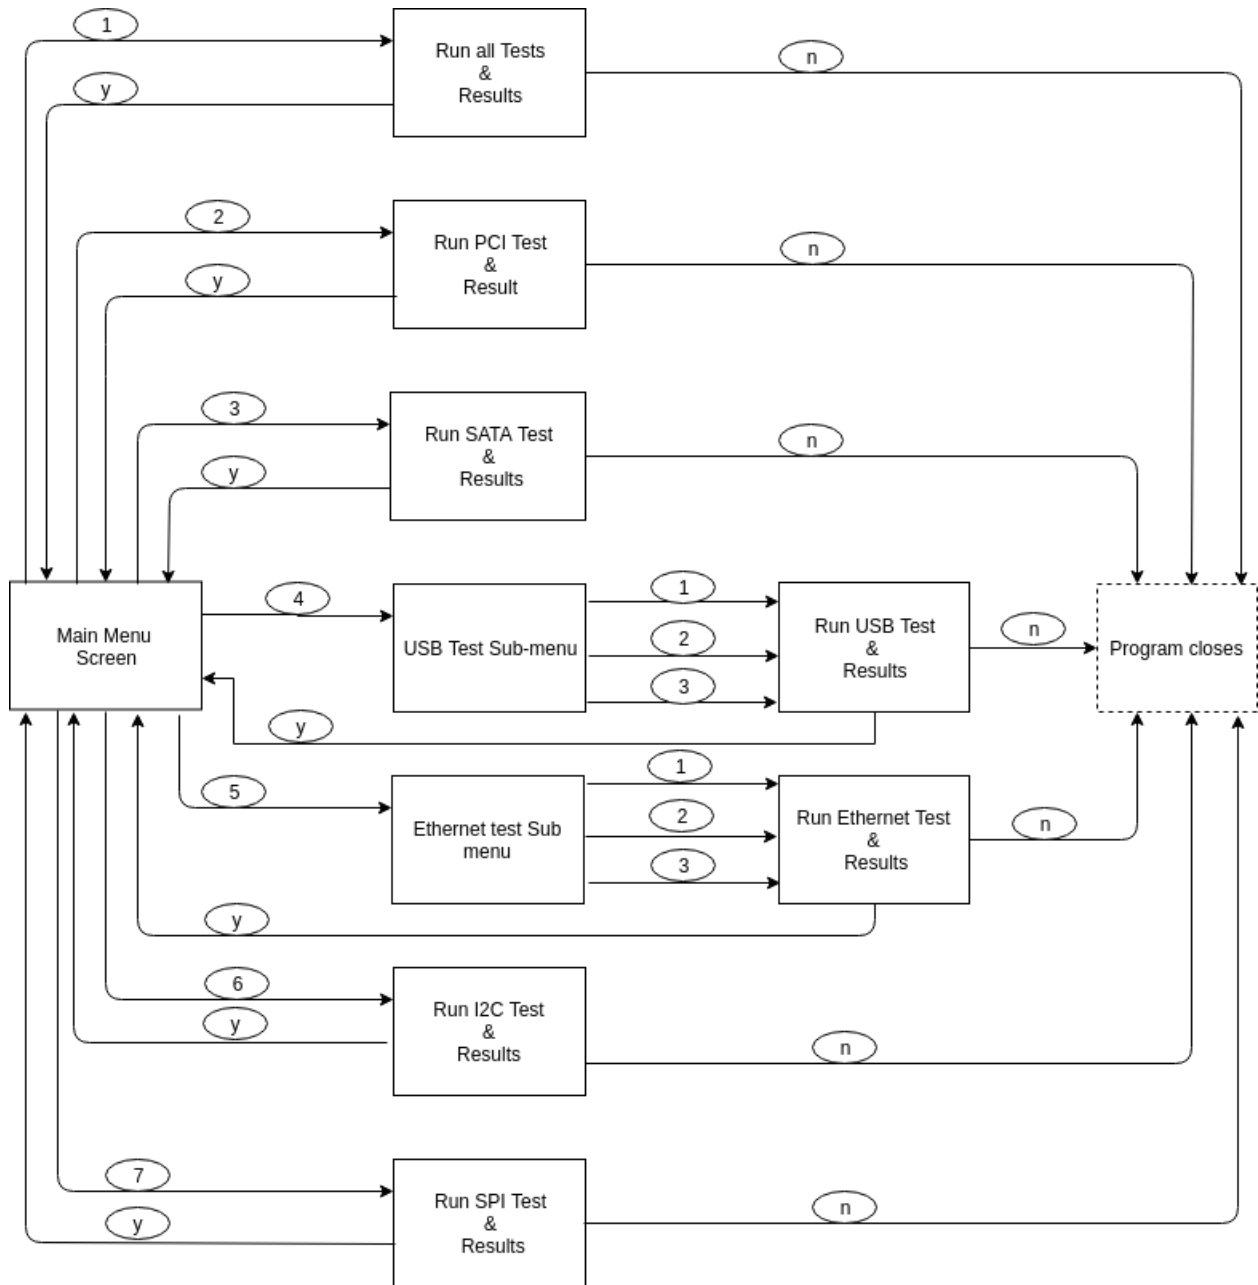 1
Run all Tests
&
Results
n
y
2
Run PCI Test
&
Result
n
y
3
Run SATA Test
&
Results
n
y
Main Menu
Screen
4
USB Test Sub-menu
1
2
3
Run USB Test
&
Results
n
Program closes
y
5
Ethernet test Sub
menu
1
2
3
Run Ethernet Test
&
Results
n
y
6
Run I2C Test
&
Results
y
n
7
Run SPI Test
&
Results
y
n